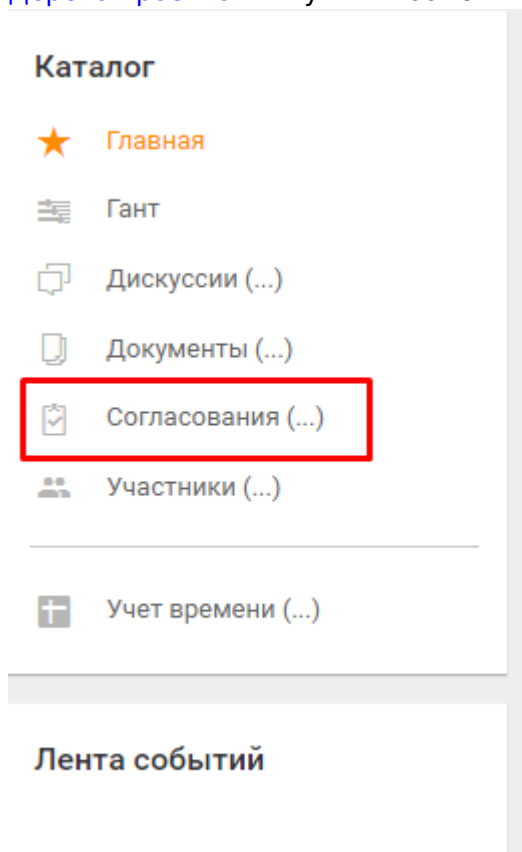 Каталог
Главная
Гант
Дискуссии (...)
Документы (...)
Согласования (...)
Участники (...)
Учет времени (...)
Лента событий